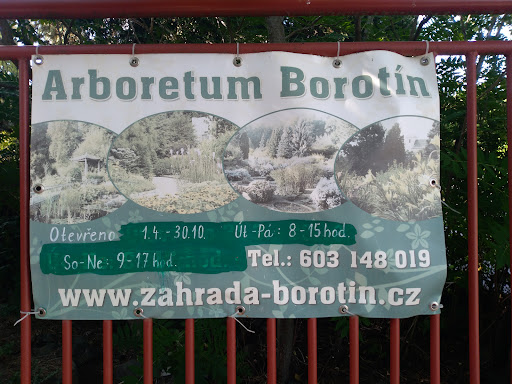 Arboretum Borotín
Otevřeno 1.4. - 30.10. Út - Pá: 8 - 15 hod.
So - Ne: 9 - 17 hod. Tel.: 603 148 019
www.zahrada-borotin.cz